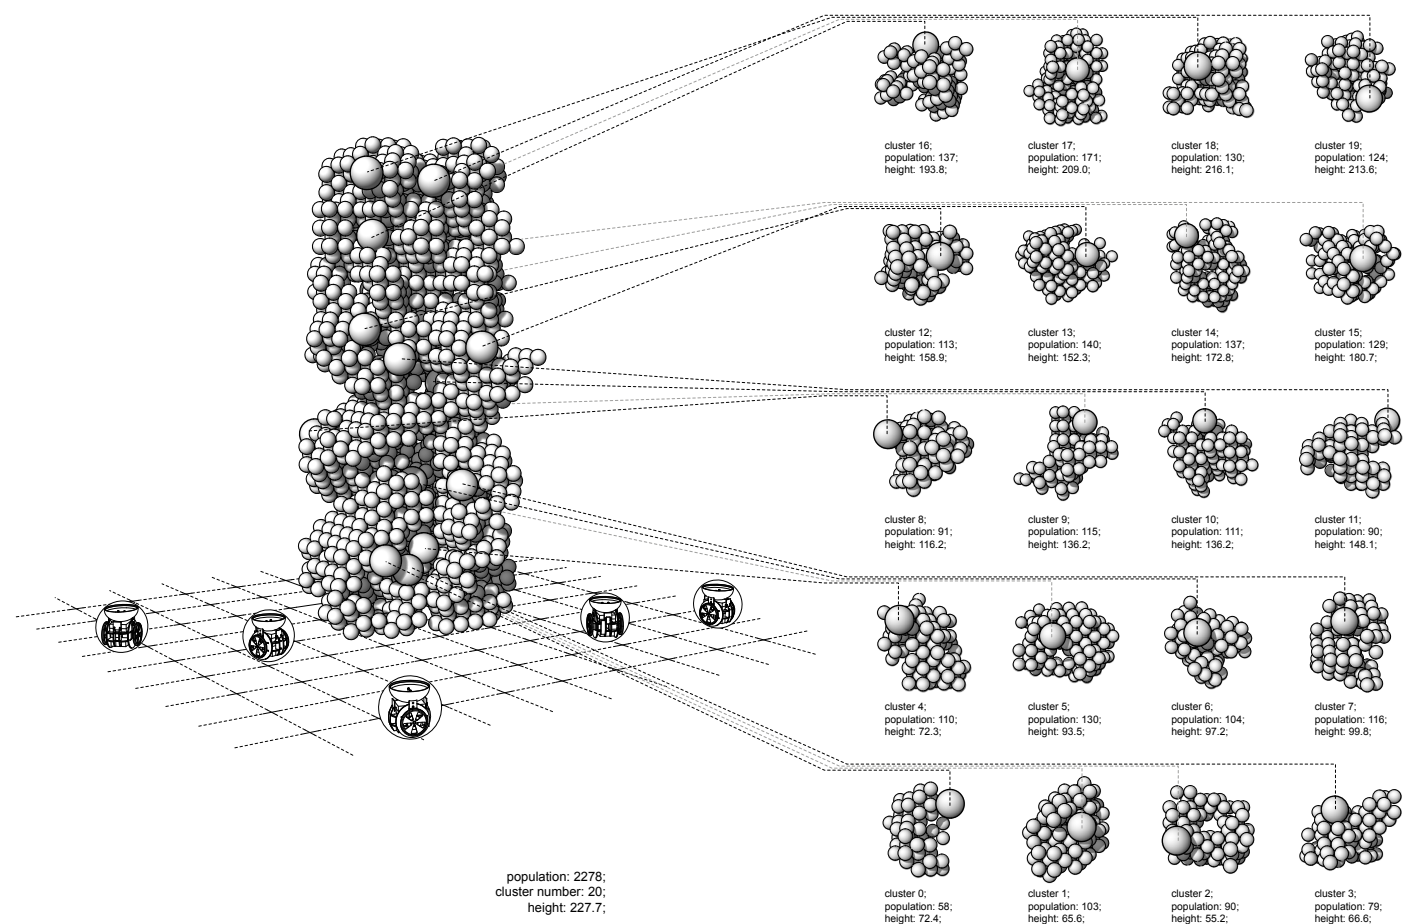 cluster 16;
population: 137;
height: 193.8;
cluster 17;
population: 171;
height: 209.0;
cluster 18;
population: 130;
height: 216.1;
cluster 19;
population: 124;
height: 213.6;
cluster 12;
population: 113;
height: 158.9;
cluster 13;
population: 140;
height: 152.3;
cluster 14;
population: 137;
height: 172.8;
cluster 15;
population: 129;
height: 180.7;
cluster 8;
population: 91;
height: 116.2;
cluster 9;
population: 115;
height: 136.2;
cluster 10;
population: 111;
height: 136.2;
cluster 11;
population: 90;
height: 148.1;
cluster 4;
population: 110;
height: 72.3;
cluster 5;
population: 130;
height: 93.5;
cluster 6;
population: 104;
height: 97.2;
cluster 7;
population: 116;
height: 99.8;
cluster 0;
population: 58;
height: 72.4;
cluster 1;
population: 103;
height: 65.6;
cluster 2;
population: 90;
height: 55.2;
cluster 3;
population: 79;
height: 66.6;
population: 2278;
cluster number: 20;
height: 227.7;